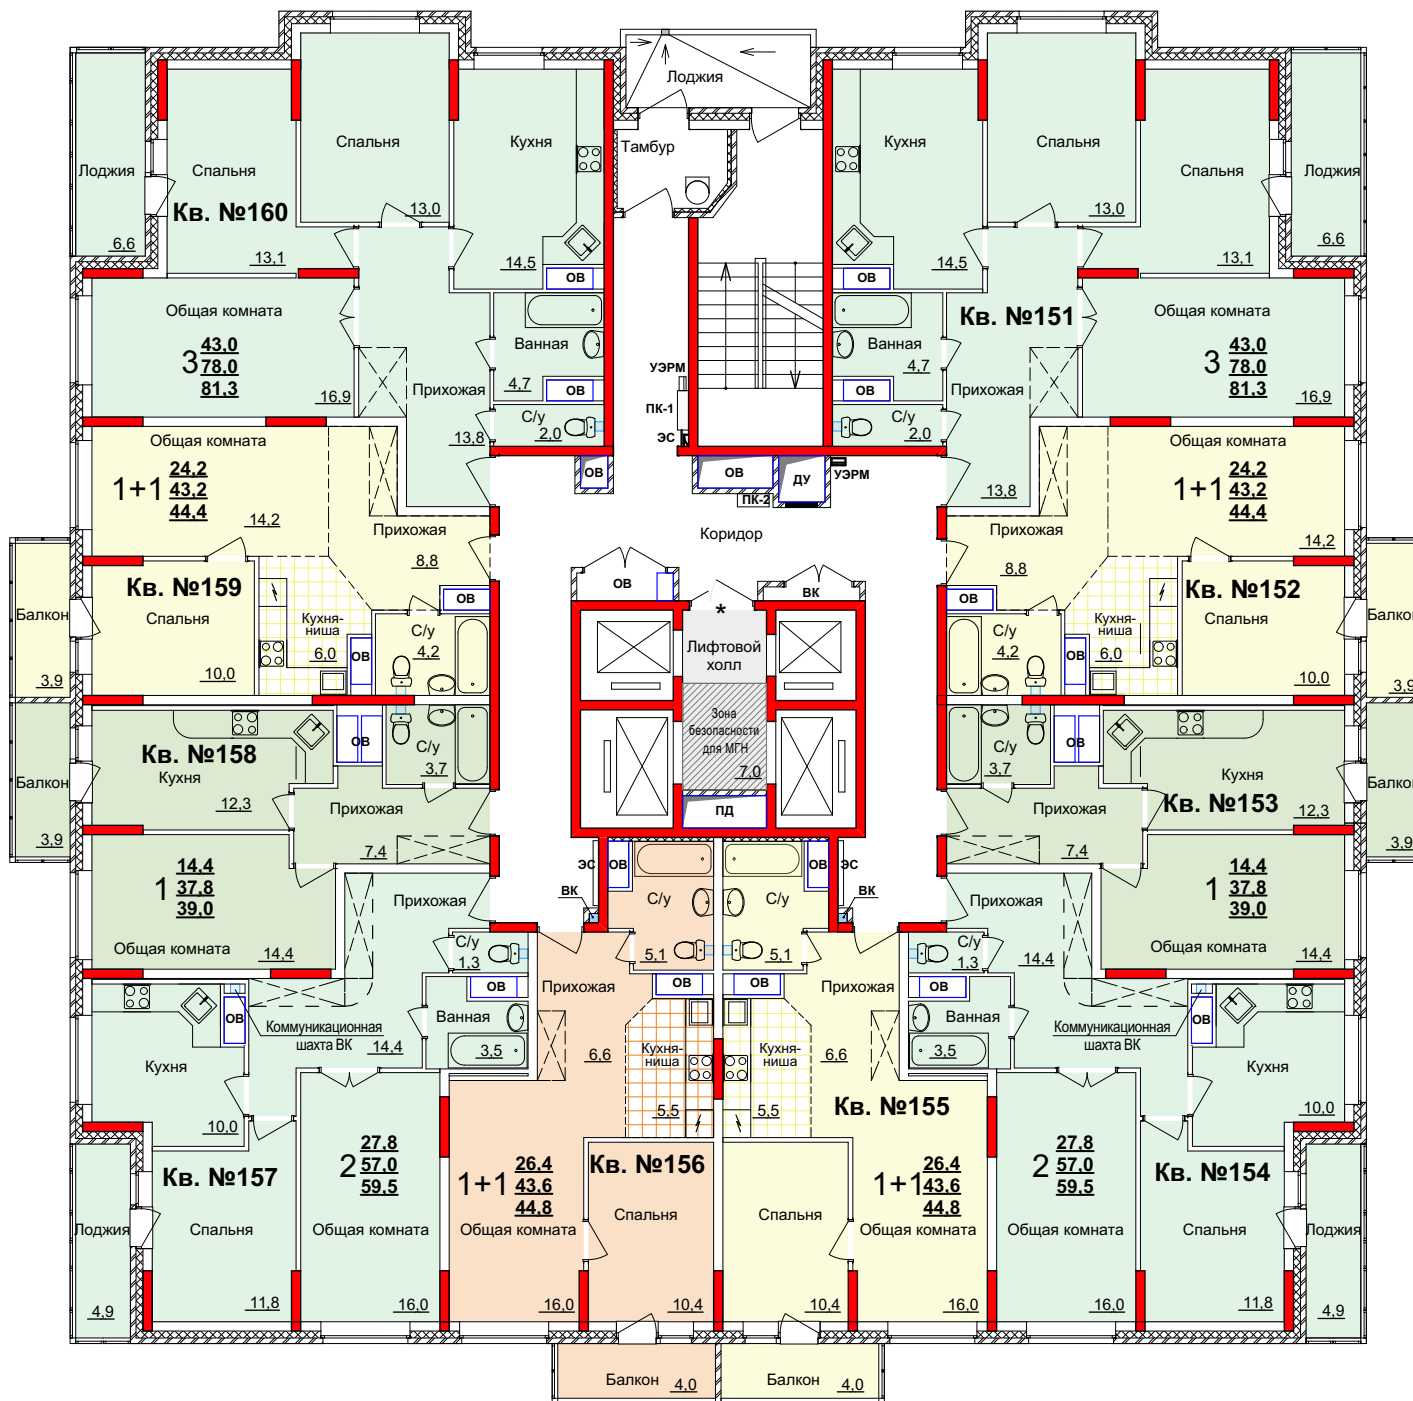 Лоджия
6,6
Спальня
Кв. №160
13,1
Спальня
13,0
Кухня
14,5
ОВ
Тамбур
Лоджия
Кухня
14,5
ОВ
Спальня
13,0
Спальня
13,1
Лоджия
6,6
Общая комната
3
43,0
78,0
81,3
16,9
Прихожая
13,8
Ванная
4,7
ОВ
С/у
2,0
УЭРМ
ПК-1
ЭС
Ванная
4,7
ОВ
С/у
2,0
Кв. №151
Прихожая
13,8
Общая комната
3
43,0
78,0
81,3
16,9
Общая комната
1+1
24,2
43,2
44,4
14,2
Прихожая
8,8
ОВ
ОВ
ДУ
УЭРМ
ПК-2
Коридор
Общая комната
1+1
24,2
43,2
44,4
14,2
Прихожая
8,8
Балкон
3,9
Кв. №159
Спальня
10,0
Кухня-
ниша
6,0
ОВ
ОВ
С/у
4,2
ОВ
ВК
*
Лифтовой
холл
Зона
безопасности
для МГН
7,0
ПД
ОВ
С/у
4,2
ОВ
Кухня-
ниша
6,0
Кв. №152
Спальня
10,0
Балкон
3,9
Балкон
3,9
Кв. №158
Кухня
12,3
ОВ
С/у
3,7
Прихожая
7,4
1
14,4
37,8
39,0
Общая комната
14,4
С/у
3,7
ОВ
Кухня
Кв. №153
12,3
Прихожая
7,4
1
14,4
37,8
39,0
Общая комната
14,4
Балкон
3,9
ЭС
ВК
ОВ
С/у
5,1
С/у
5,1
ОВ
ЭС
ВК
Прихожая
С/у
1,3
ОВ
Ванная
3,5
ОВ
Коммуникационная
шахта ВК
14,4
Кухня
10,0
Кв. №157
Спальня
11,8
Лоджия
4,9
2
27,8
57,0
59,5
Общая комната
16,0
Прихожая
6,6
ОВ
Кухня-
ниша
5,5
1+1
26,4
43,6
44,8
Общая комната
16,0
Кв. №156
Спальня
10,4
Балкон
4,0
ОВ
Прихожая
6,6
Кухня-
ниша
5,5
Кв. №155
1+1
26,4
43,6
44,8
Общая комната
16,0
Спальня
10,4
Балкон
4,0
Прихожая
14,4
С/у
1,3
ОВ
Ванная
3,5
Коммуникационная
шахта ВК
ОВ
Кухня
10,0
2
27,8
57,0
59,5
Общая комната
16,0
Кв. №154
Спальня
11,8
Лоджия
4,9